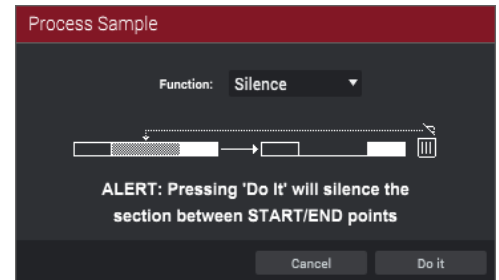 Process Sample
Function: Silence
ALERT: Pressing 'Do It' will silence the
section between START/END points
Cancel Do it